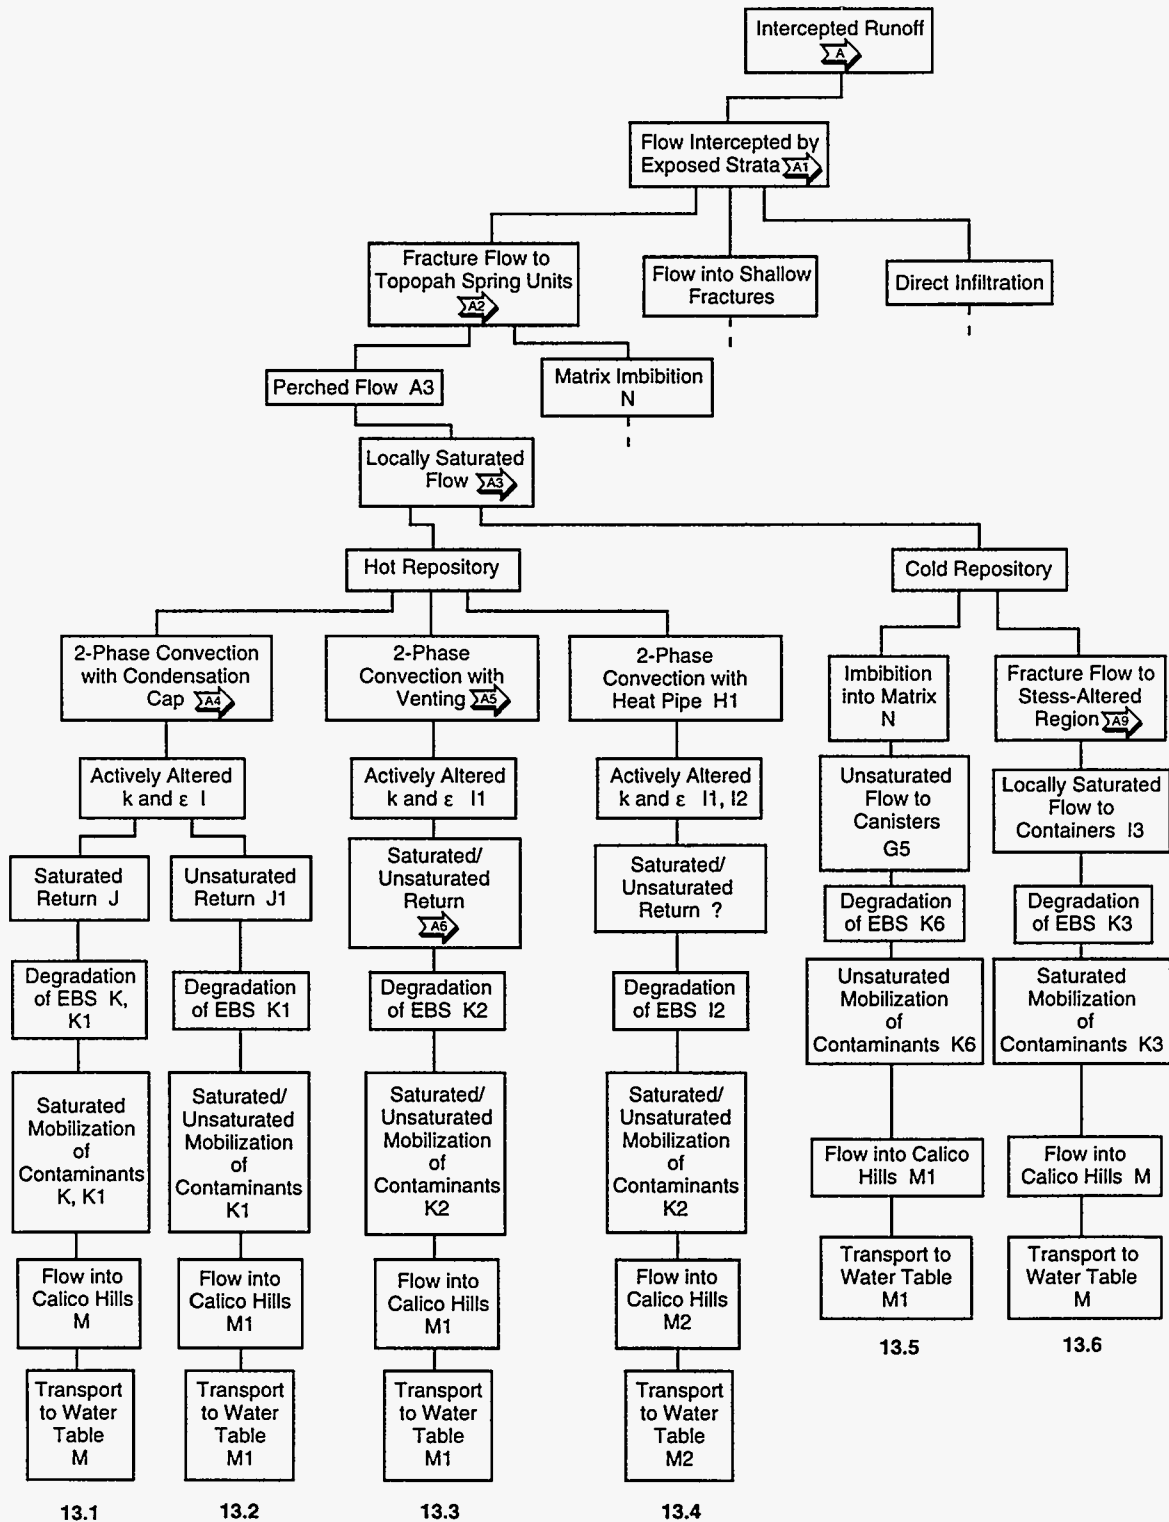 Intercepted Runoff
A
Flow Intercepted by
Exposed Strata A1
Fracture Flow to
Topopah Spring Units
A2
Flow into Shallow
Fractures
Direct Infiltration
Perched Flow A3
Matrix Imbibition
N
Locally Saturated
Flow A3
Hot Repository
Cold Repository
2-Phase Convection
with Condensation
Cap A4
2-Phase
Convection with
Venting A5
2-Phase
Convection with
Heat Pipe H1
Imbibition
into Matrix
N
Fracture Flow to
Stess-Altered
Region A9
Actively Altered
k and ε I
Actively Altered
k and ε I1
Actively Altered
k and ε I1, I2
Unsaturated
Flow to
Canisters
G5
Locally Saturated
Flow to
Containers I3
Saturated
Return J
Unsaturated
Return J1
Saturated/
Unsaturated
Return
A6
Saturated/
Unsaturated
Return ?
Degradation
of EBS K6
Degradation
of EBS K3
Degradation
of EBS K,
K1
Degradation
of EBS K1
Degradation
of EBS K2
Degradation
of EBS I2
Unsaturated
Mobilization
of
Contaminants K6
Saturated
Mobilization
of
Contaminants K3
Saturated
Mobilization
of
Contaminants
K, K1
Saturated/
Unsaturated
Mobilization
of
Contaminants
K1
Saturated/
Unsaturated
Mobilization
of
Contaminants
K2
Saturated/
Unsaturated
Mobilization
of
Contaminants
K2
Flow into Calico
Hills M1
Flow into
Calico Hills M
Flow into
Calico Hills
M
Flow into
Calico Hills
M1
Flow into
Calico Hills
M1
Flow into
Calico Hills
M2
Transport to
Water Table
M1
Transport to
Water Table
M
13.5
13.6
Transport
to Water
Table
M
Transport
to Water
Table
M1
Transport
to Water
Table
M1
Transport
to Water
Table
M2
13.1
13.2
13.3
13.4